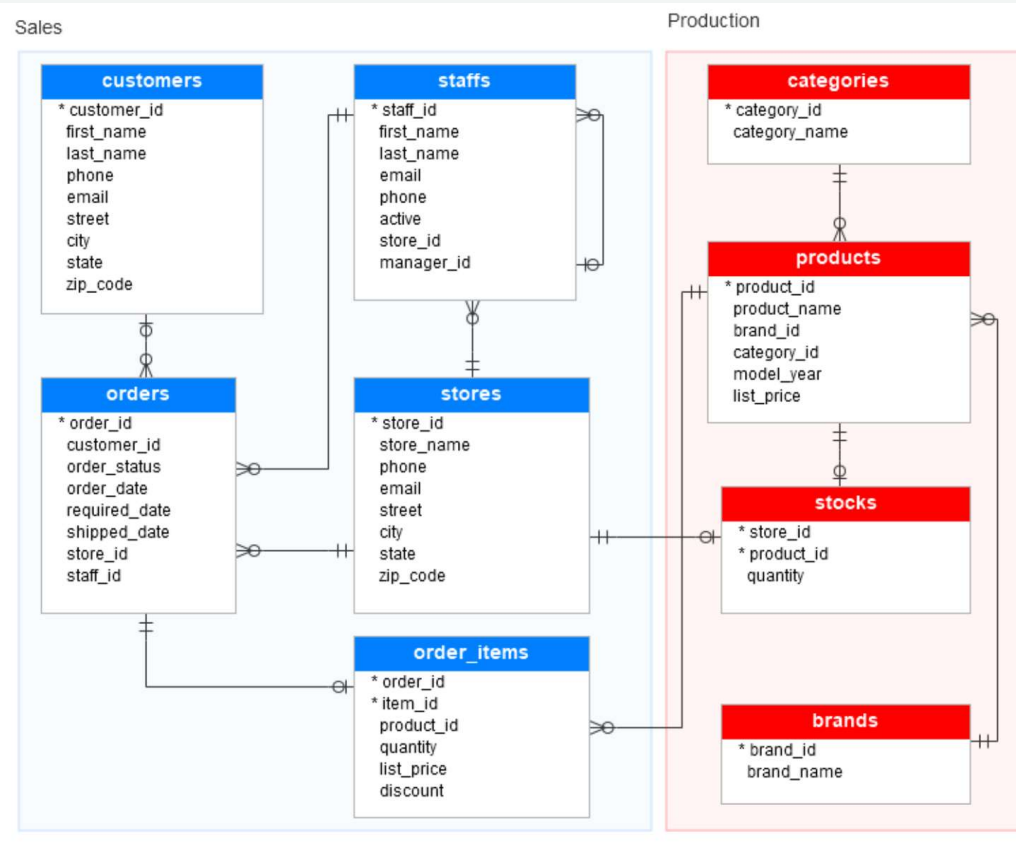 Sales
customers
* customer_id
first_name
last_name
phone
email
street
city
state
zip_code
staffs
* staff_id
first_name
last_name
email
phone
active
store_id
manager_id
orders
* order_id
customer_id
order_status
order_date
required_date
shipped_date
store_id
staff_id
stores
* store_id
store_name
phone
email
street
city
state
zip_code
order_items
* order_id
* item_id
product_id
quantity
list_price
discount
Production
categories
* category_id
category_name
products
* product_id
product_name
brand_id
category_id
model_year
list_price
stocks
* store_id
* product_id
quantity
brands
* brand_id
brand_name